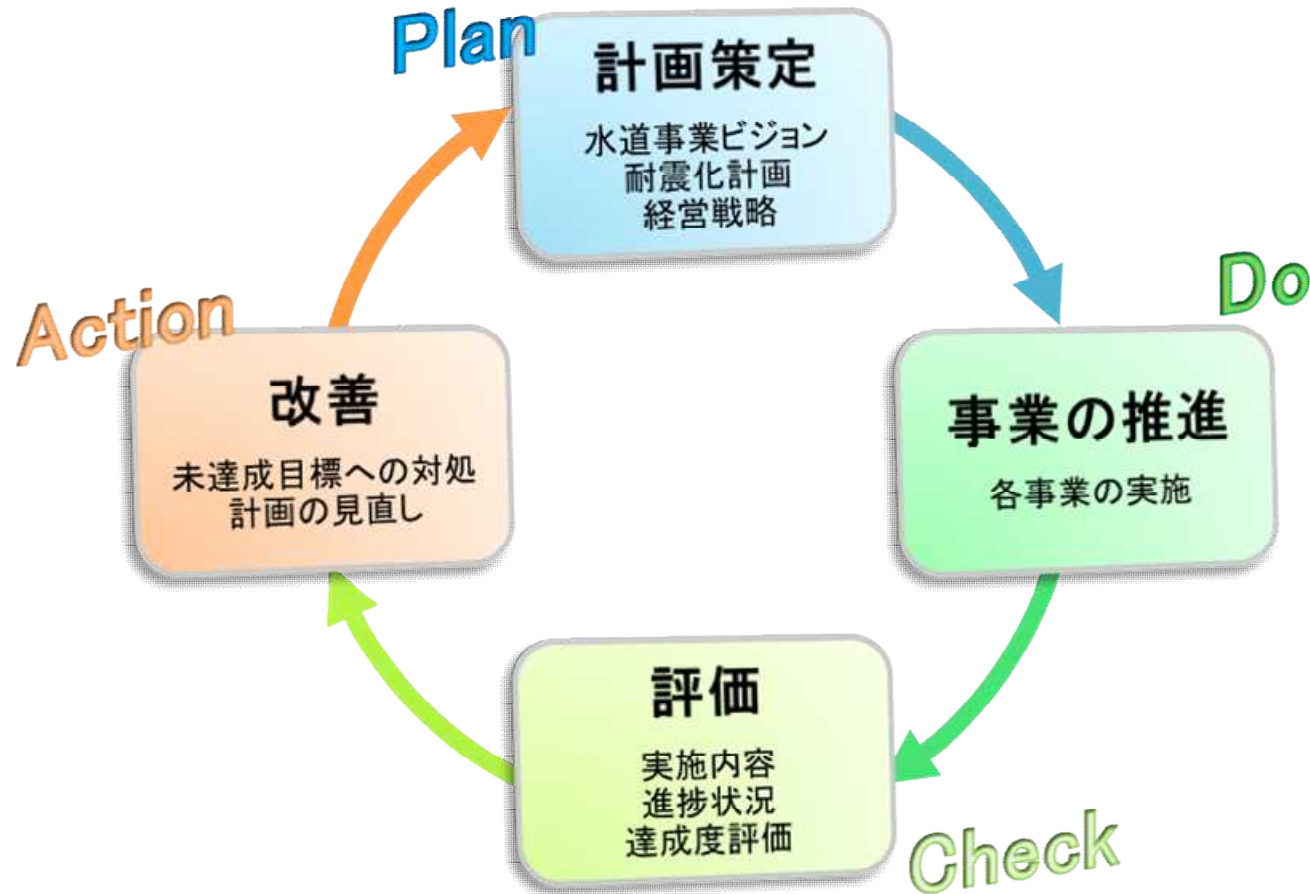 Plan
計画策定
水道事業ビジョン
耐震化計画
経営戦略
Do
事業の推進
各事業の実施
Check
評価
実施内容
進捗状況
達成度評価
Action
改善
未達成目標への対処
計画の見直し